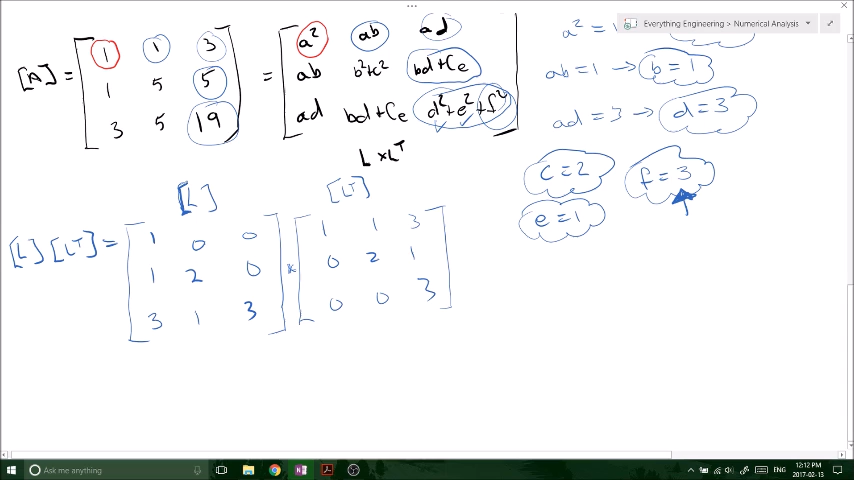 Everything Engineering > Numerical Analysis
[A] = [1 1 3 = [a² ab ad a² = 1
1 5 5 ab b²+c² bd+Ce ab = 1 → b = 1
3 5 19] ad bd+Ce d²+e²+f²] ad = 3 → d = 3
L × Lᵀ
c = 2 f = 3
e = 1
[L] [LT]
[L][LT] = [1 0 0 × [1 1 3
1 2 0 0 2 1
3 1 3] 0 0 3]
Ask me anything
ENG 12:12 PM
2017-02-13